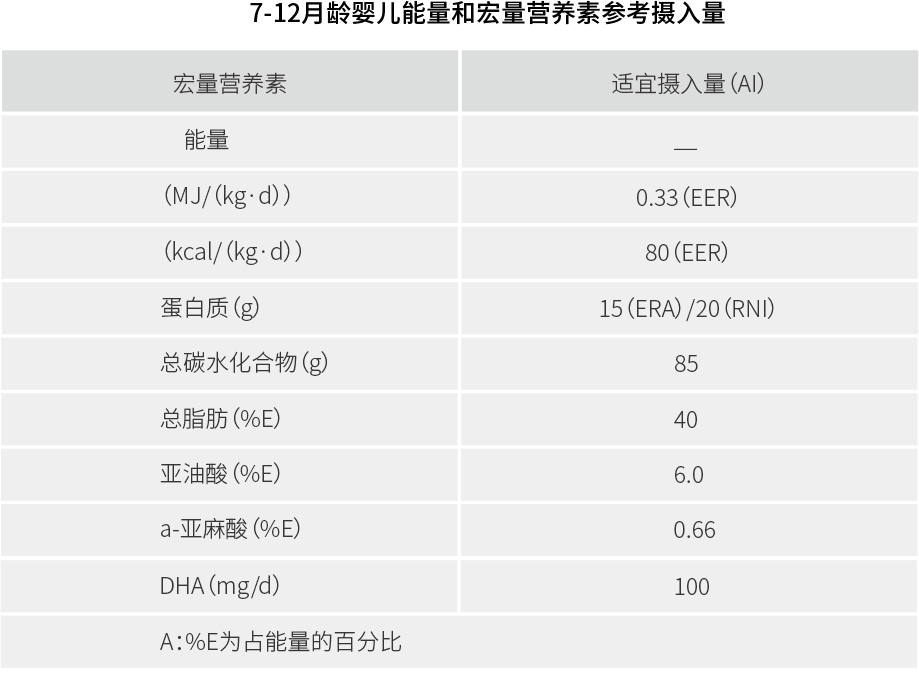 7-12月龄婴儿能量和宏量营养素参考摄入量
宏量营养素 适宜摄入量(AI)
能量 —
(MJ/(kg·d)) 0.33(EER)
(kcal/(kg·d)) 80(EER)
蛋白质(g) 15(ERA)/20(RNI)
总碳水化合物(g) 85
总脂肪(%E) 40
亚油酸(%E) 6.0
a-亚麻酸(%E) 0.66
DHA(mg/d) 100
A:%E为占能量的百分比